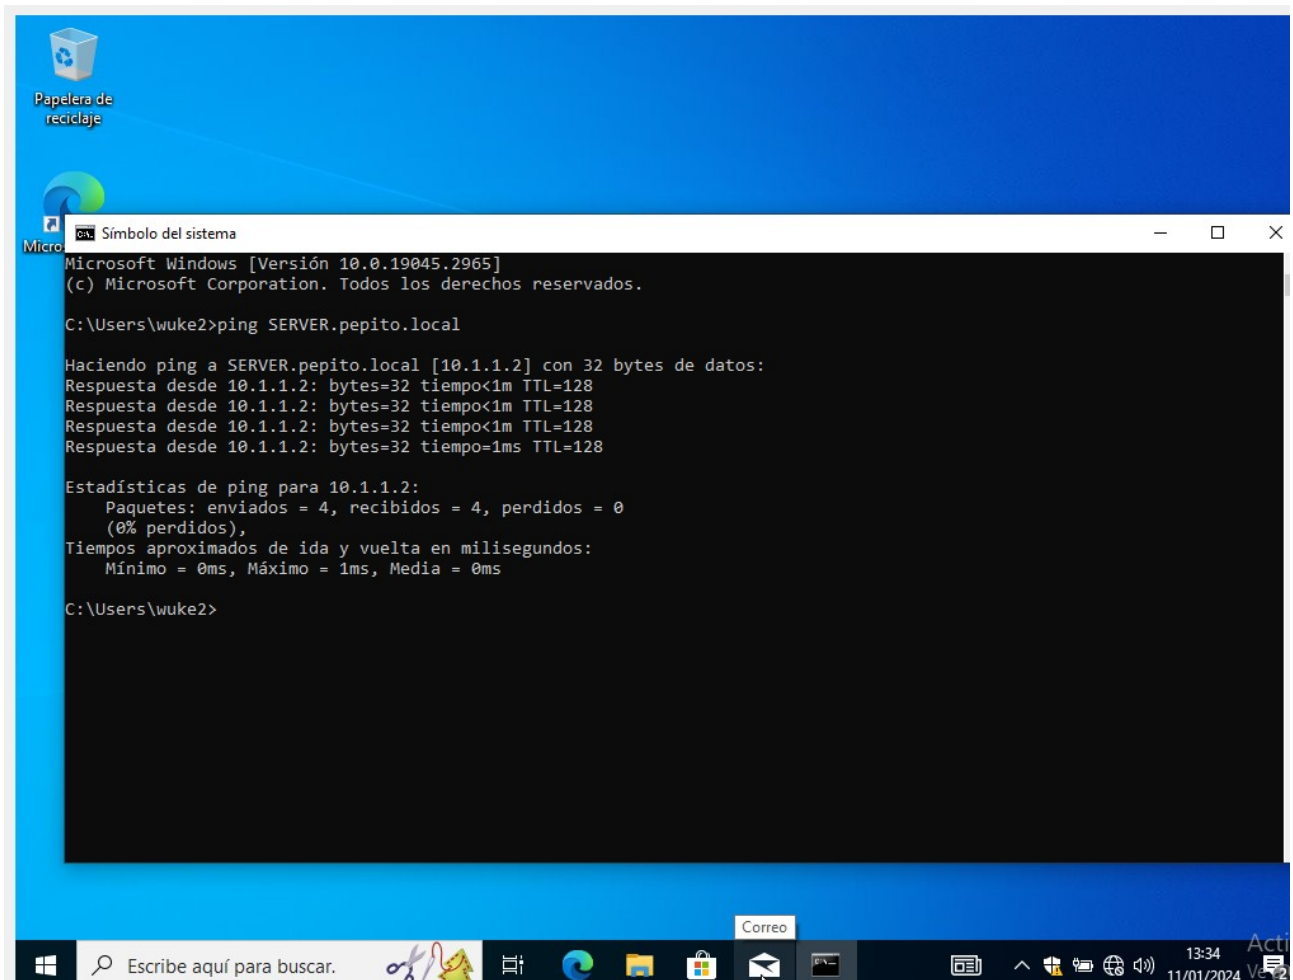 Papelera de
reciclaje
Micro
Símbolo del sistema
Microsoft Windows [Versión 10.0.19045.2965]
(c) Microsoft Corporation. Todos los derechos reservados.
C:\Users\wuke2>ping SERVER.pepito.local
Haciendo ping a SERVER.pepito.local [10.1.1.2] con 32 bytes de datos:
Respuesta desde 10.1.1.2: bytes=32 tiempo<1m TTL=128
Respuesta desde 10.1.1.2: bytes=32 tiempo<1m TTL=128
Respuesta desde 10.1.1.2: bytes=32 tiempo<1m TTL=128
Respuesta desde 10.1.1.2: bytes=32 tiempo=1ms TTL=128
Estadísticas de ping para 10.1.1.2:
Paquetes: enviados = 4, recibidos = 4, perdidos = 0
(0% perdidos),
Tiempos aproximados de ida y vuelta en milisegundos:
Mínimo = 0ms, Máximo = 1ms, Media = 0ms
C:\Users\wuke2>
Correo
Escribe aquí para buscar.
13:34
11/01/2024
Acti
2